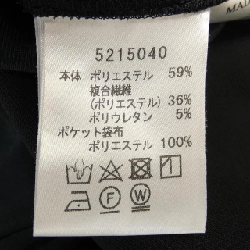 MADE
5215040
本体 ポリエステル 59%
複合繊維
(ポリエステル) 36%
ポリウレタン 5%
ポケット袋布
ポリエステル 100%
F W